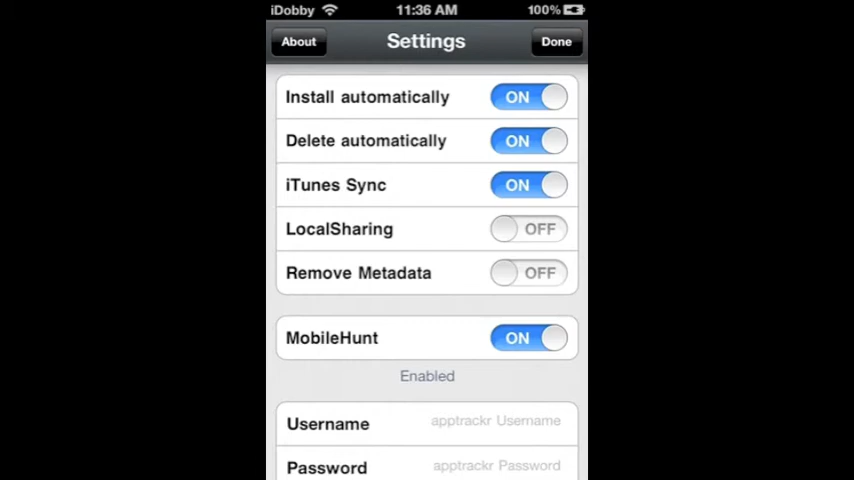 iDobby 11:36 AM 100%
About Settings Done
Install automatically ON
Delete automatically ON
iTunes Sync ON
LocalSharing OFF
Remove Metadata OFF
MobileHunt ON
Enabled
Username apptrackr Username
Password apptrackr Password